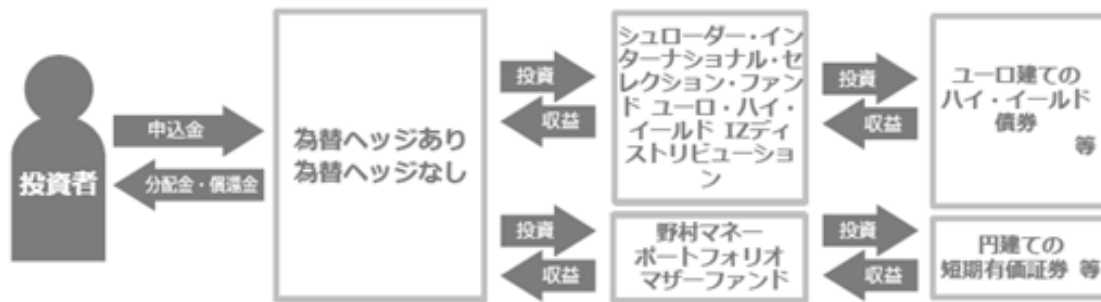 投資者
申込金
分配金・償還金
為替ヘッジあり
為替ヘッジなし
投資
収益
シュローダー・イン
ターナショナル・セ
レクション・ファン
ド ユーロ・ハイ・
イールド IZディ
ストリビューショ
ン
投資
収益
ユーロ建ての
ハイ・イールド
債券
等
投資
収益
野村マネー
ポートフォリオ
マザーファンド
投資
収益
円建ての
短期有価証券 等